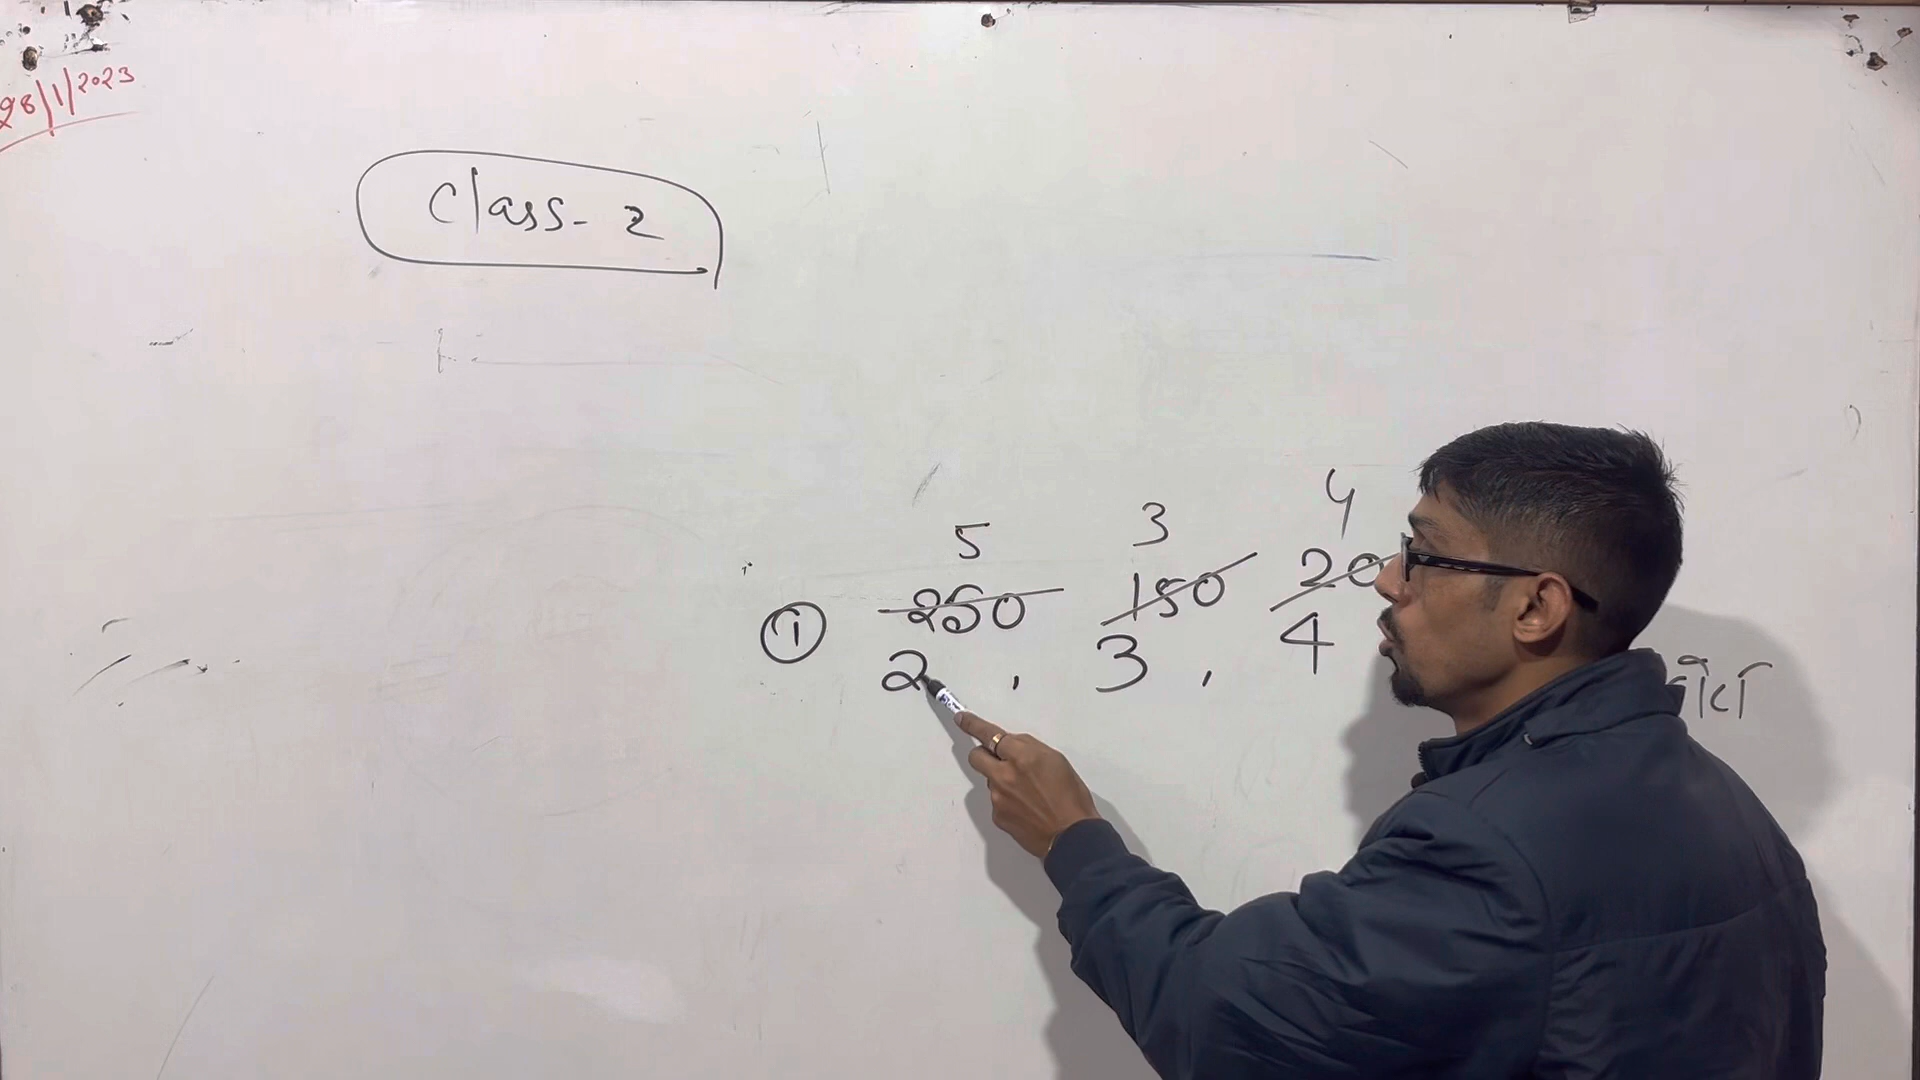 28/1/2023
Class-2
5 3 4
① 250 150 20
2 , 3 , 4